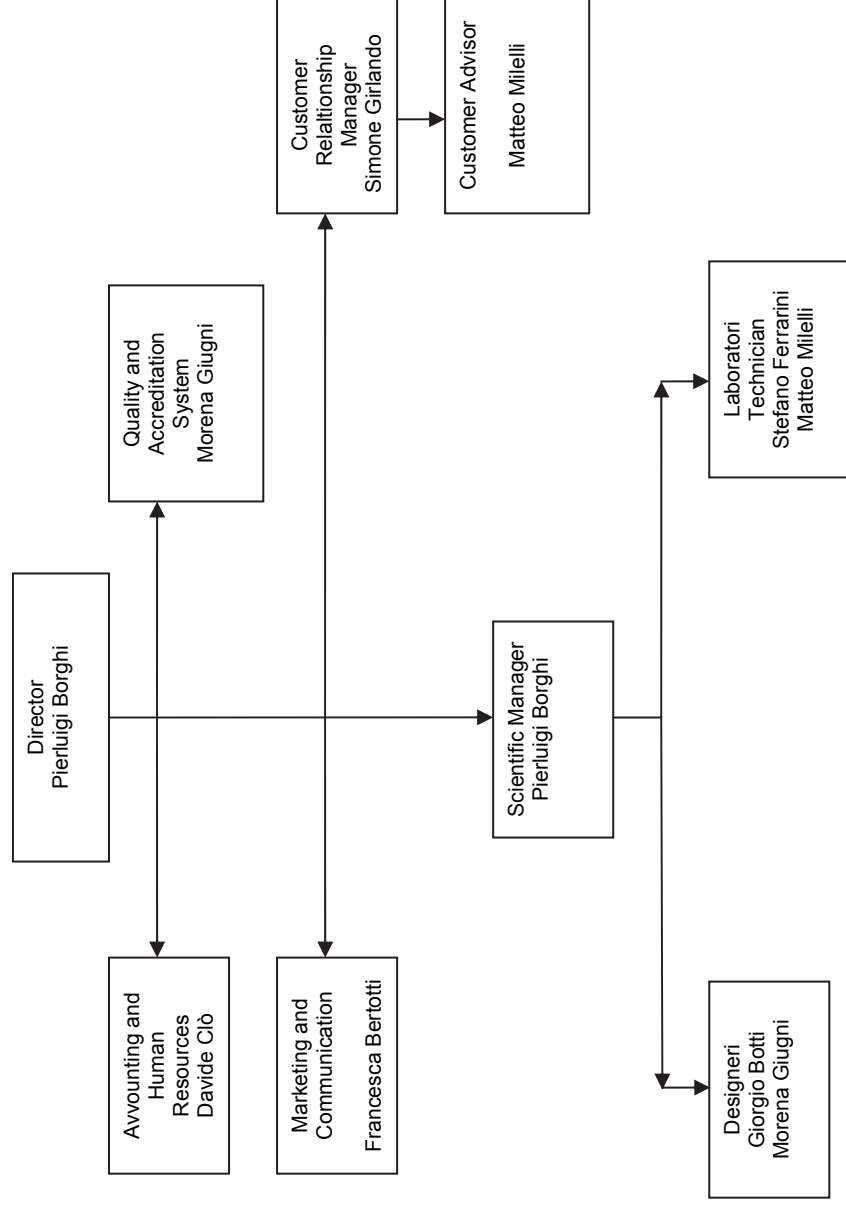 Director
Pierluigi Borghi
Avvounting and
Human
Resources
Davide Clò
Quality and
Accreditation
System
Morena Giugni
Marketing and
Communication
Francesca Bertotti
Customer
Relaltionship
Manager
Simone Girlando
Customer Advisor
Matteo Milelli
Scientific Manager
Pierluigi Borghi
Designeri
Giorgio Botti
Morena Giugni
Laboratori
Technician
Stefano Ferrarini
Matteo Milelli